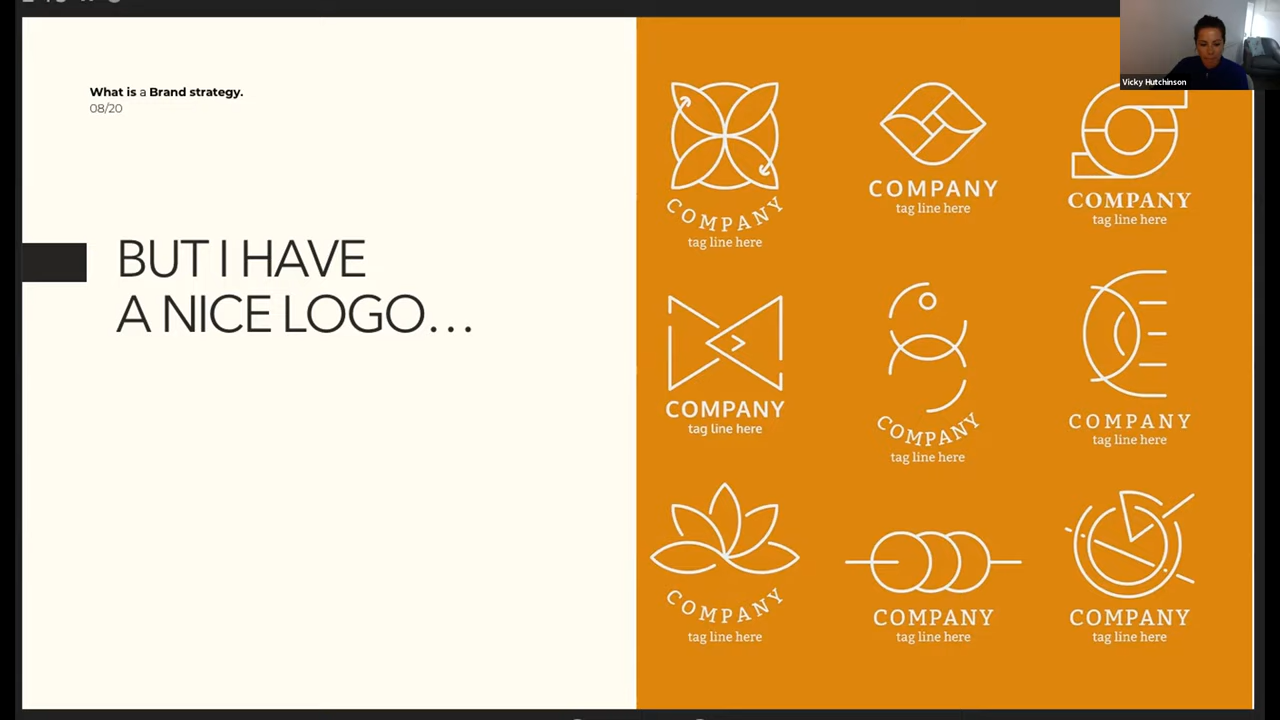 What is a Brand strategy.
08/20
BUT I HAVE
A NICE LOGO...
Vicky Hutchinson
COMPANY
tag line here
COMPANY
tag line here
COMPANY
tag line here
COMPANY
tag line here
COMPANY
tag line here
COMPANY
tag line here
COMPANY
tag line here
COMPANY
tag line here
COMPANY
tag line here